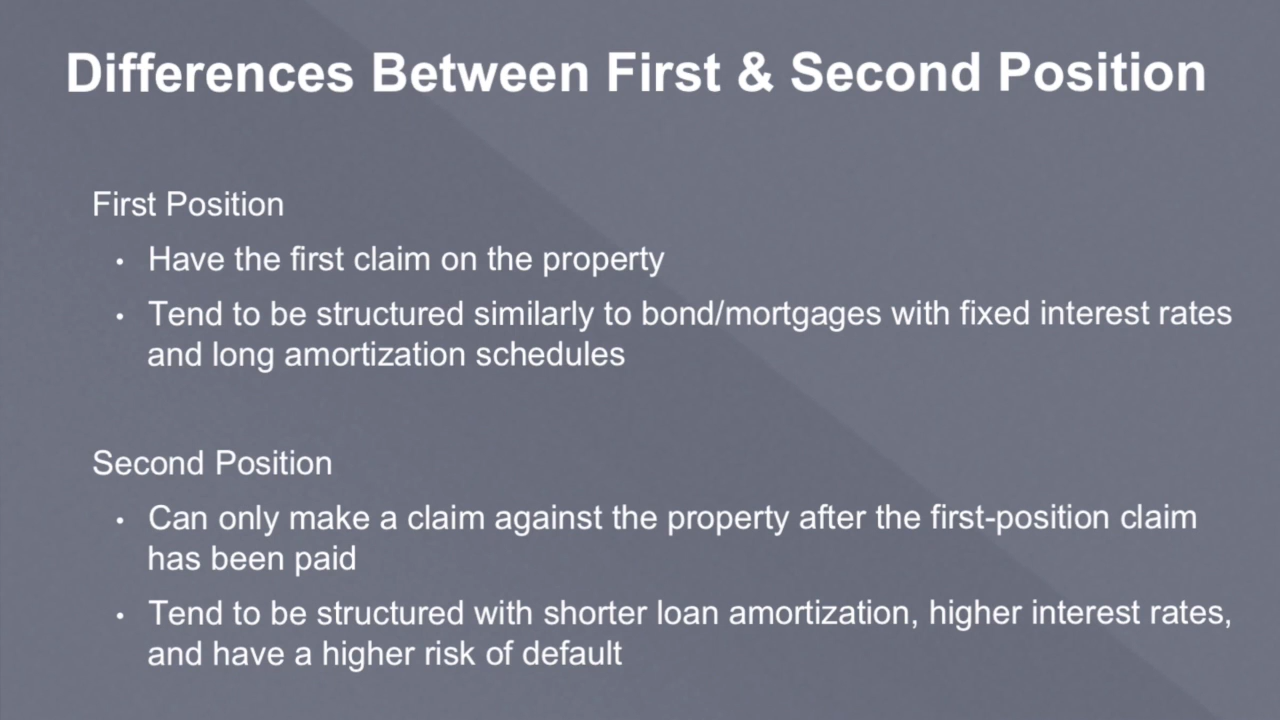 Differences Between First & Second Position
First Position
• Have the first claim on the property
• Tend to be structured similarly to bond/mortgages with fixed interest rates
and long amortization schedules
Second Position
• Can only make a claim against the property after the first-position claim
has been paid
• Tend to be structured with shorter loan amortization, higher interest rates,
and have a higher risk of default